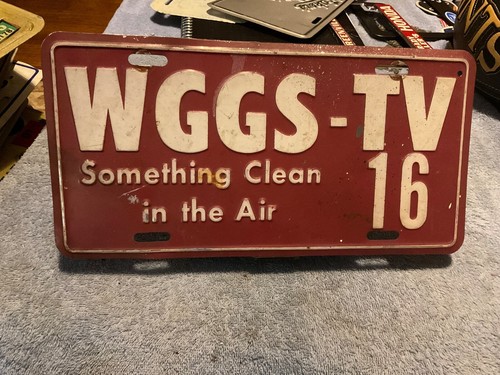 WGGS-TV
Something Clean
in the Air
16